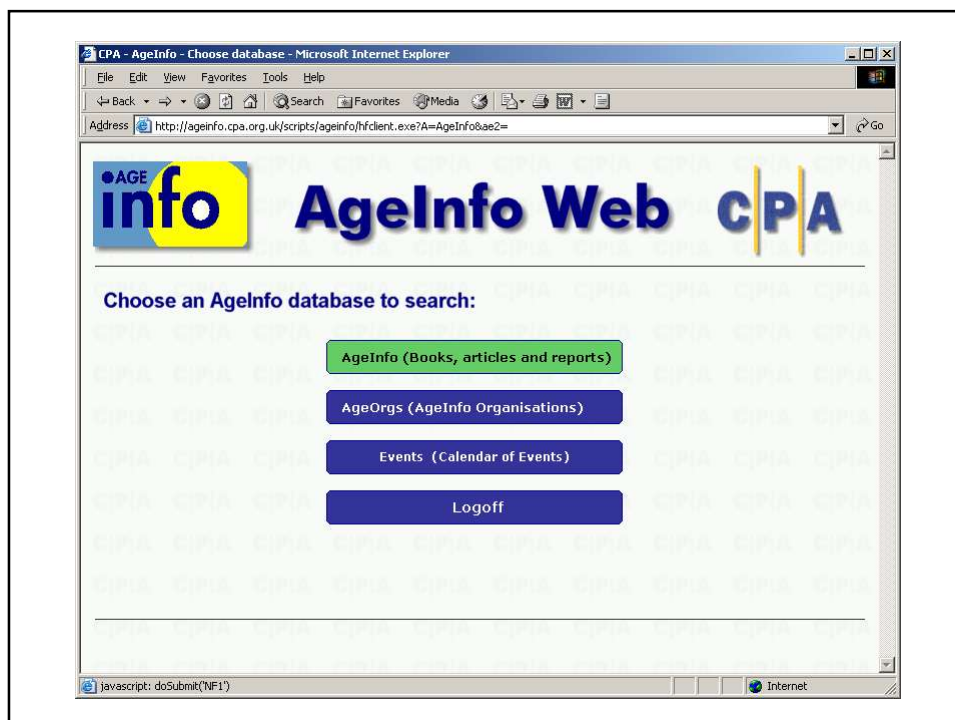 CPA - AgeInfo - Choose database - Microsoft Internet Explorer
File Edit View Favorites Tools Help
Back Search Favorites Media
Address http://ageinfo.cpa.org.uk/scripts/ageinfo/hfclient.exe?A=AgeInfo&ae2= Go
AGE info AgeInfo Web CPA
Choose an AgeInfo database to search:
AgeInfo (Books, articles and reports)
AgeOrgs (AgeInfo Organisations)
Events (Calendar of Events)
Logoff
javascript: doSubmit('NF1') Internet